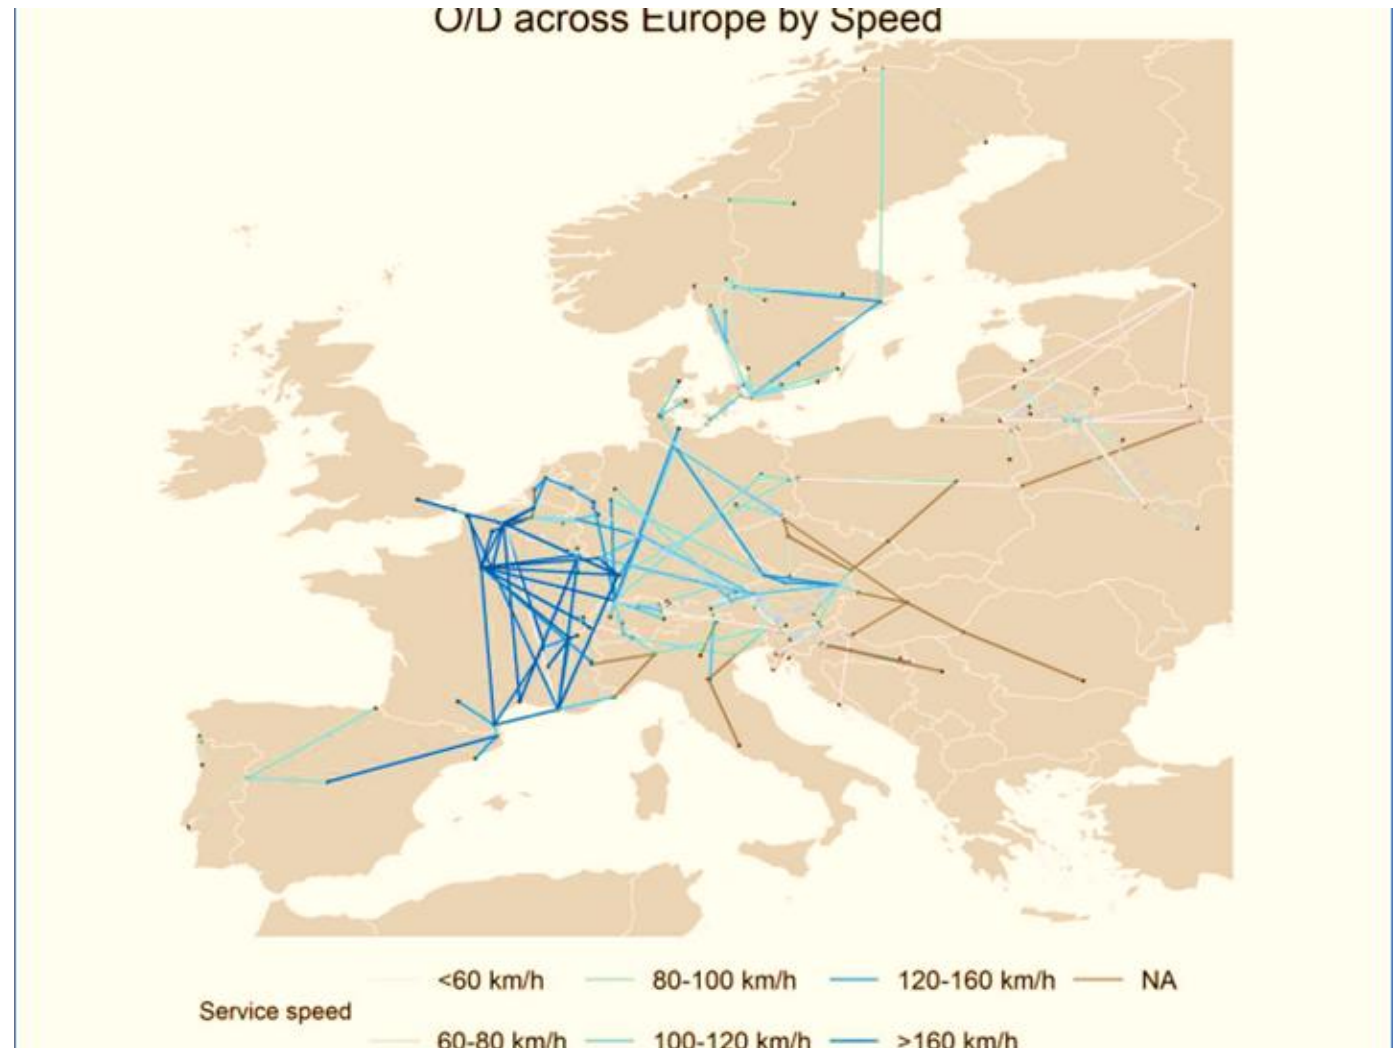 O/D across Europe by Speed
<60 km/h 80-100 km/h 120-160 km/h NA
Service speed
60-80 km/h 100-120 km/h >160 km/h